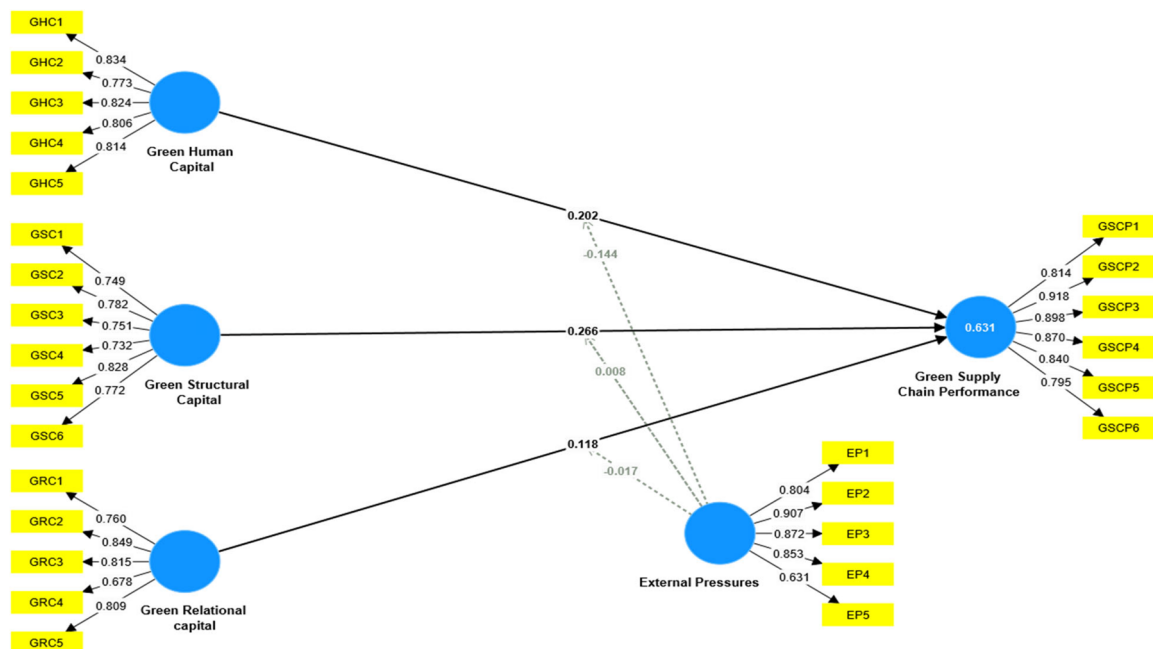 GHC1
GHC2
GHC3
GHC4
GHC5
0.834
0.773
0.824
0.806
0.814
Green Human
Capital
GSC1
GSC2
GSC3
GSC4
GSC5
GSC6
0.749
0.782
0.751
0.732
0.828
0.772
Green Structural
Capital
GRC1
GRC2
GRC3
GRC4
GRC5
0.760
0.849
0.815
0.678
0.809
Green Relational
capital
0.202
-0.144
0.266
0.008
0.118
-0.017
External Pressures
0.804
0.907
0.872
0.853
0.631
EP1
EP2
EP3
EP4
EP5
0.631
Green Supply
Chain Performance
0.814
0.918
0.898
0.870
0.840
0.795
GSCP1
GSCP2
GSCP3
GSCP4
GSCP5
GSCP6